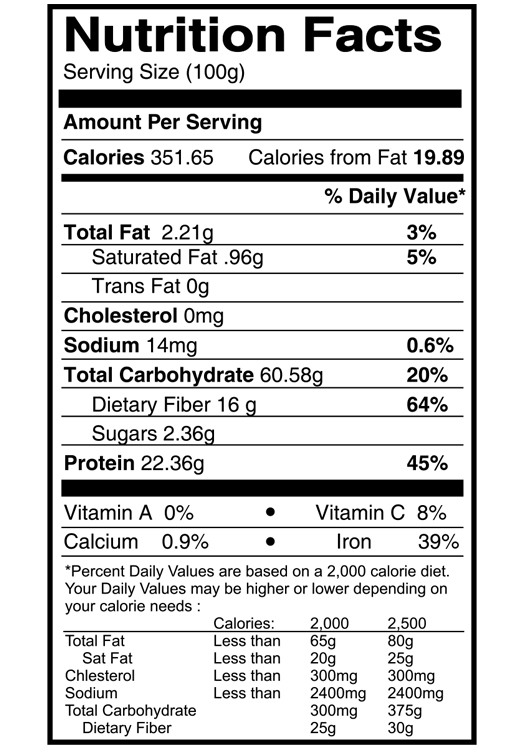 Nutrition Facts
Serving Size (100g)
Amount Per Serving
Calories 351.65 Calories from Fat 19.89
% Daily Value*
Total Fat 2.21g 3%
Saturated Fat .96g 5%
Trans Fat 0g
Cholesterol 0mg
Sodium 14mg 0.6%
Total Carbohydrate 60.58g 20%
Dietary Fiber 16 g 64%
Sugars 2.36g
Protein 22.36g 45%
Vitamin A 0% • Vitamin C 8%
Calcium 0.9% • Iron 39%
*Percent Daily Values are based on a 2,000 calorie diet.
Your Daily Values may be higher or lower depending on
your calorie needs :
Calories: 2,000 2,500
Total Fat Less than 65g 80g
Sat Fat Less than 20g 25g
Chlesterol Less than 300mg 300mg
Sodium Less than 2400mg 2400mg
Total Carbohydrate 300mg 375g
Dietary Fiber 25g 30g